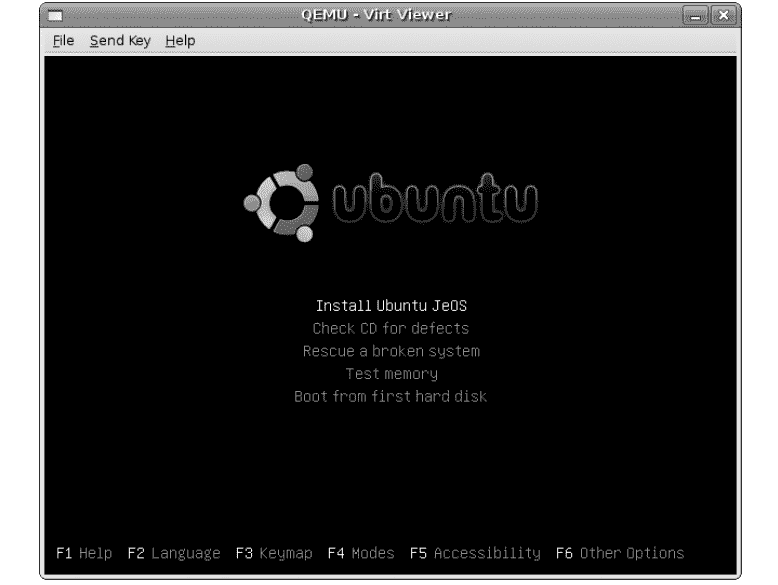 QEMU - Virt Viewer
File Send Key Help
ubuntu
Install Ubuntu JeOS
Check CD for defects
Rescue a broken system
Test memory
Boot from first hard disk
F1 Help F2 Language F3 Keymap F4 Modes F5 Accessibility F6 Other Options